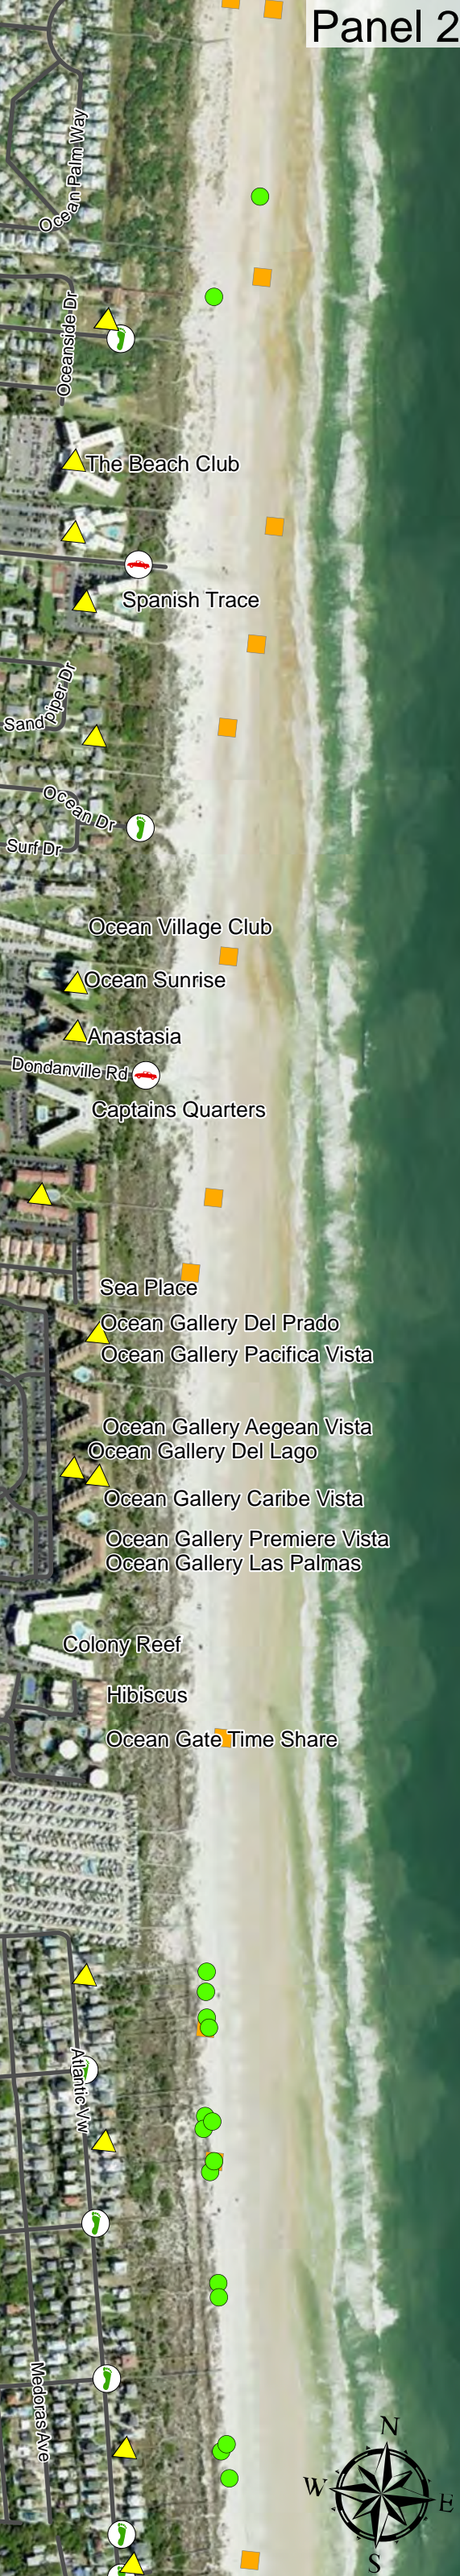 Panel 2
Ocean Palm Way
Oceanside Dr
The Beach Club
Spanish Trace
Sandpiper Dr
Ocean Dr
Surf Dr
Ocean Village Club
Ocean Sunrise
Anastasia
Dondanville Rd
Captains Quarters
Sea Place
Ocean Gallery Del Prado
Ocean Gallery Pacifica Vista
Ocean Gallery Aegean Vista
Ocean Gallery Del Lago
Ocean Gallery Caribe Vista
Ocean Gallery Premiere Vista
Ocean Gallery Las Palmas
Colony Reef
Hibiscus
Ocean Gate Time Share
Atlantic Vw
Medoras Ave
N
W
E
S